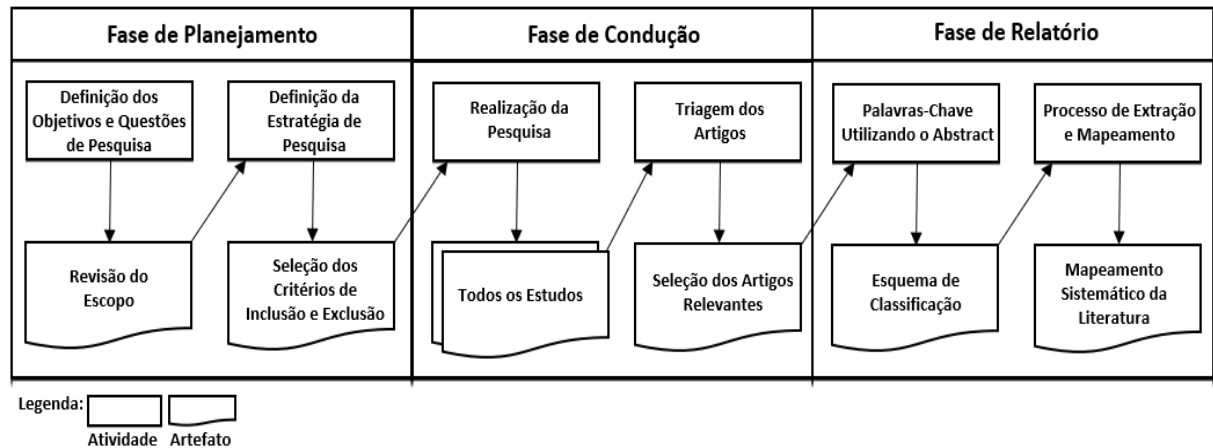 Fase de Planejamento
Fase de Condução
Fase de Relatório
Definição dos
Objetivos e Questões
de Pesquisa
Definição da
Estratégia de
Pesquisa
Realização da
Pesquisa
Triagem dos
Artigos
Palavras-Chave
Utilizando o Abstract
Processo de Extração
e Mapeamento
Revisão do
Escopo
Seleção dos
Critérios de
Inclusão e Exclusão
Todos os Estudos
Seleção dos Artigos
Relevantes
Esquema de
Classificação
Mapeamento
Sistemático da
Literatura
Legenda:
Atividade
Artefato